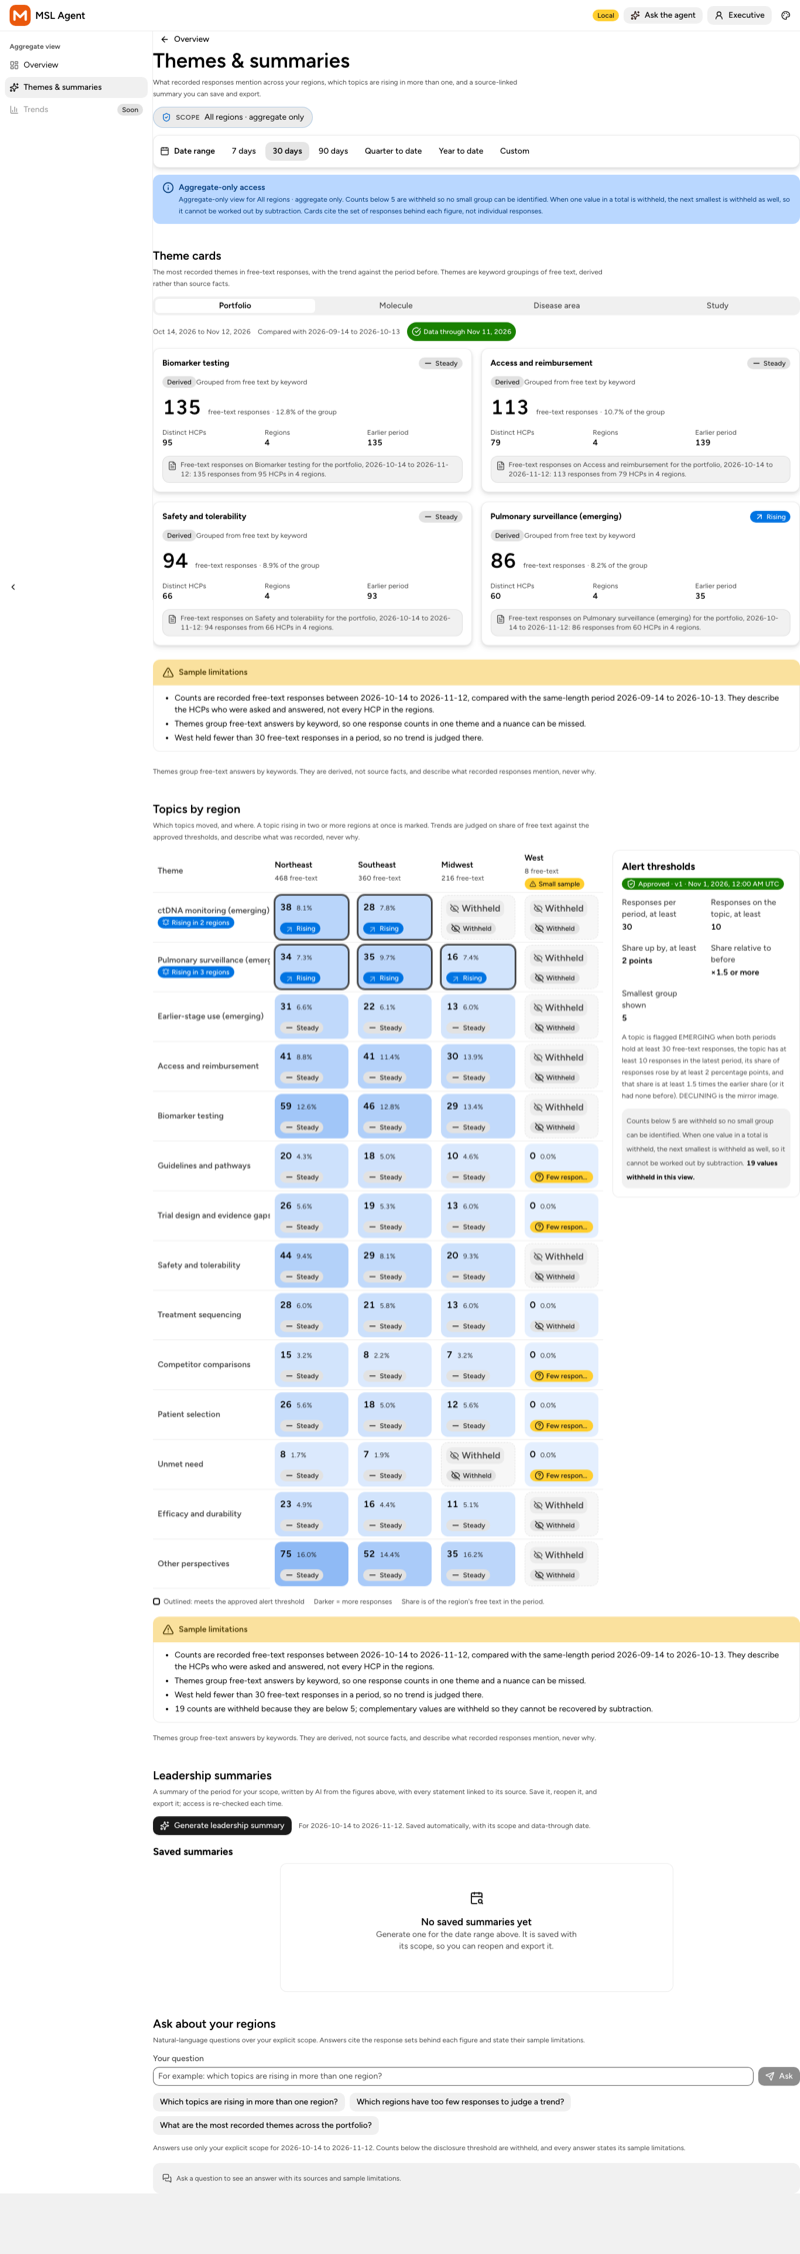 MSL Agent
Local
Ask the agent
Executive
Aggregate view
Overview
Themes & summaries
Trends
Soon
Overview
Themes & summaries
What recorded responses mention across your regions, which topics are rising in more than one, and a source-linked
summary you can save and export.
SCOPE All regions · aggregate only
Date range
7 days
30 days
90 days
Quarter to date
Year to date
Custom
Aggregate-only access
Aggregate-only view for All regions · aggregate only. Counts below 5 are withheld so no small group can be identified. When one value in a total is withheld, the next smallest is withheld as well, so
it cannot be worked out by subtraction. Cards cite the set of responses behind each figure, not individual responses.
Theme cards
The most recorded themes in free-text responses, with the trend against the period before. Themes are keyword groupings of free text, derived
rather than source facts.
Portfolio
Molecule
Disease area
Study
Oct 14, 2026 to Nov 12, 2026
Compared with 2026-09-14 to 2026-10-13
Data through Nov 11, 2026
Biomarker testing
Steady
Derived Grouped from free text by keyword
135 free-text responses · 12.8% of the group
Distinct HCPs Regions Earlier period
95 4 135
Free-text responses on Biomarker testing for the portfolio, 2026-10-14 to 2026-11-
12: 135 responses from 95 HCPs in 4 regions.
Access and reimbursement
Steady
Derived Grouped from free text by keyword
113 free-text responses · 10.7% of the group
Distinct HCPs Regions Earlier period
79 4 139
Free-text responses on Access and reimbursement for the portfolio, 2026-10-14 to
2026-11-12: 113 responses from 79 HCPs in 4 regions.
Safety and tolerability
Steady
Derived Grouped from free text by keyword
94 free-text responses · 8.9% of the group
Distinct HCPs Regions Earlier period
66 4 93
Free-text responses on Safety and tolerability for the portfolio, 2026-10-14 to 2026-
11-12: 94 responses from 66 HCPs in 4 regions.
Pulmonary surveillance (emerging)
Rising
Derived Grouped from free text by keyword
86 free-text responses · 8.2% of the group
Distinct HCPs Regions Earlier period
60 4 35
Free-text responses on Pulmonary surveillance (emerging) for the portfolio, 2026-10-
14 to 2026-11-12: 86 responses from 60 HCPs in 4 regions.
Sample limitations
• Counts are recorded free-text responses between 2026-10-14 to 2026-11-12, compared with the same-length period 2026-09-14 to 2026-10-13. They describe
the HCPs who were asked and answered, not every HCP in the regions.
• Themes group free-text answers by keyword, so one response counts in one theme and a nuance can be missed.
• West held fewer than 30 free-text responses in a period, so no trend is judged there.
Themes group free-text answers by keywords. They are derived, not source facts, and describe what recorded responses mention, never why.
Topics by region
Which topics moved, and where. A topic rising in two or more regions at once is marked. Trends are judged on share of free text against the
approved thresholds, and describe what was recorded, never why.
Theme
Northeast
468 free-text
Southeast
360 free-text
Midwest
216 free-text
West
8 free-text
Small sample
ctDNA monitoring (emerging)
Rising in 2 regions
38 8.1% 28 7.8% Withheld Withheld
Rising Rising Withheld Withheld
Pulmonary surveillance (emerg
Rising in 3 regions
34 7.3% 35 9.7% 16 7.4% Withheld
Rising Rising Rising Withheld
Earlier-stage use (emerging)
31 6.6% 22 6.1% 13 6.0% Withheld
Steady Steady Steady Withheld
Access and reimbursement
41 8.8% 41 11.4% 30 13.9% Withheld
Steady Steady Steady Withheld
Biomarker testing
59 12.6% 46 12.8% 29 13.4% Withheld
Steady Steady Steady Withheld
Guidelines and pathways
20 4.3% 18 5.0% 10 4.6% 0 0.0%
Steady Steady Steady Few respon...
Trial design and evidence gaps
26 5.6% 19 5.3% 13 6.0% 0 0.0%
Steady Steady Steady Few respon...
Safety and tolerability
44 9.4% 29 8.1% 20 9.3% Withheld
Steady Steady Steady Withheld
Treatment sequencing
28 6.0% 21 5.8% 13 6.0% 0 0.0%
Steady Steady Steady Withheld
Competitor comparisons
15 3.2% 8 2.2% 7 3.2% 0 0.0%
Steady Steady Steady Few respon...
Patient selection
26 5.6% 18 5.0% 12 5.6% 0 0.0%
Steady Steady Steady Few respon...
Unmet need
8 1.7% 7 1.9% Withheld 0 0.0%
Steady Steady Withheld Few respon...
Efficacy and durability
23 4.9% 16 4.4% 11 5.1% Withheld
Steady Steady Steady Withheld
Other perspectives
75 16.0% 52 14.4% 35 16.2% Withheld
Steady Steady Steady Withheld
Outlined: meets the approved alert threshold
Darker = more responses
Share is of the region's free text in the period.
Alert thresholds
Approved · v1 · Nov 1, 2026, 12:00 AM UTC
Responses per
period, at least
30
Responses on the
topic, at least
10
Share up by, at least
2 points
Share relative to
before
×1.5 or more
Smallest group
shown
5
A topic is flagged EMERGING when both periods
hold at least 30 free-text responses, the topic has at
least 10 responses in the latest period, its share of
responses rose by at least 2 percentage points, and
that share is at least 1.5 times the earlier share (or it
had none before). DECLINING is the mirror image.
Counts below 5 are withheld so no small group
can be identified. When one value in a total is
withheld, the next smallest is withheld as well, so it
cannot be worked out by subtraction. 19 values
withheld in this view.
Sample limitations
• Counts are recorded free-text responses between 2026-10-14 to 2026-11-12, compared with the same-length period 2026-09-14 to 2026-10-13. They describe
the HCPs who were asked and answered, not every HCP in the regions.
• Themes group free-text answers by keyword, so one response counts in one theme and a nuance can be missed.
• West held fewer than 30 free-text responses in a period, so no trend is judged there.
• 19 counts are withheld because they are below 5; complementary values are withheld so they cannot be recovered by subtraction.
Themes group free-text answers by keywords. They are derived, not source facts, and describe what recorded responses mention, never why.
Leadership summaries
A summary of the period for your scope, written by AI from the figures above, with every statement linked to its source. Save it, reopen it, and
export it; access is re-checked each time.
Generate leadership summary
For 2026-10-14 to 2026-11-12. Saved automatically, with its scope and data-through date.
Saved summaries
No saved summaries yet
Generate one for the date range above. It is saved with
its scope, so you can reopen and export it.
Ask about your regions
Natural-language questions over your explicit scope. Answers cite the response sets behind each figure and state their sample limitations.
Your question
For example: which topics are rising in more than one region?
Ask
Which topics are rising in more than one region?
Which regions have too few responses to judge a trend?
What are the most recorded themes across the portfolio?
Answers use only your explicit scope for 2026-10-14 to 2026-11-12. Counts below the disclosure threshold are withheld, and every answer states its sample limitations.
Ask a question to see an answer with its sources and sample limitations.